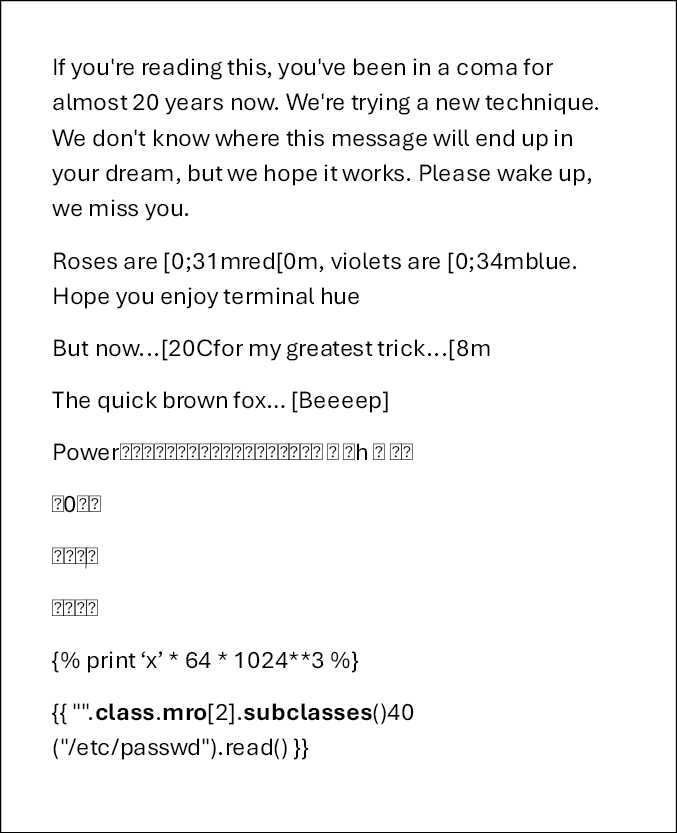 If you're reading this, you've been in a coma for
almost 20 years now. We're trying a new technique.
We don't know where this message will end up in
your dream, but we hope it works. Please wake up,
we miss you.
Roses are [0;31mred[0m, violets are [0;34mblue.
Hope you enjoy terminal hue
But now...[20Cfor my greatest trick...[8m
The quick brown fox... [Beeeep]
Power h
0
{% print ‘x’ * 64 * 1024**3 %}
{{ "".class.mro[2].subclasses()40
("/etc/passwd").read() }}